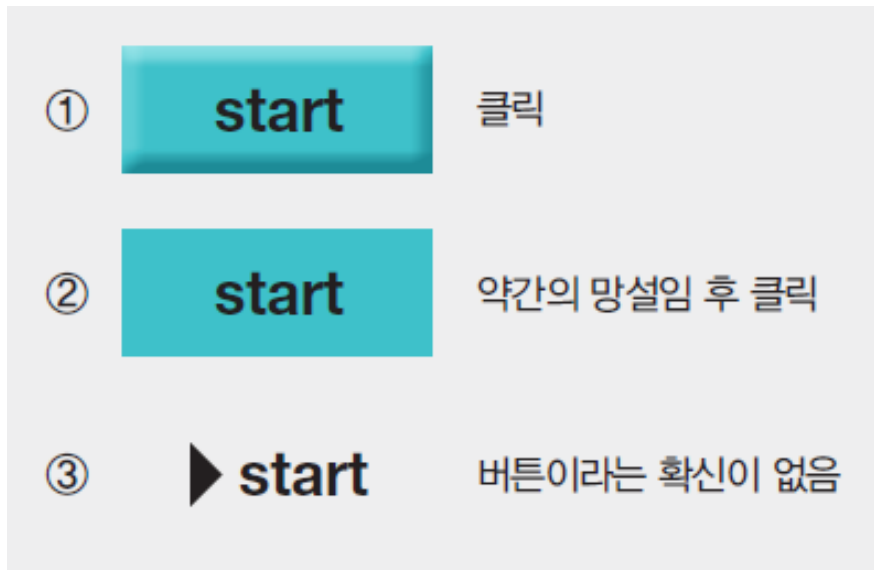 ① start 클릭
② start 약간의 망설임 후 클릭
③ start 버튼이라는 확신이 없음